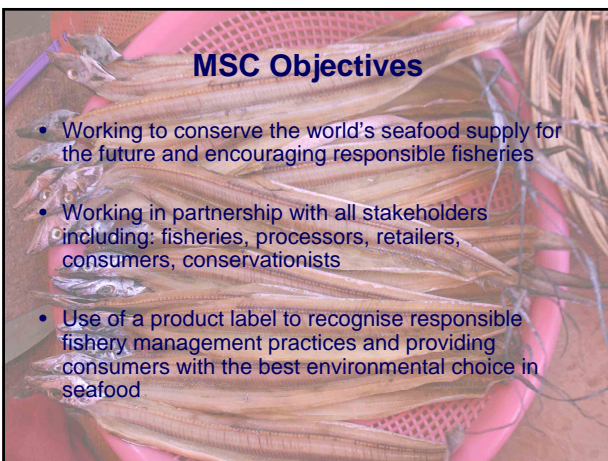 MSC Objectives
• Working to conserve the world's seafood supply for
the future and encouraging responsible fisheries
• Working in partnership with all stakeholders
including: fisheries, processors, retailers,
consumers, conservationists
• Use of a product label to recognise responsible
fishery management practices and providing
consumers with the best environmental choice in
seafood